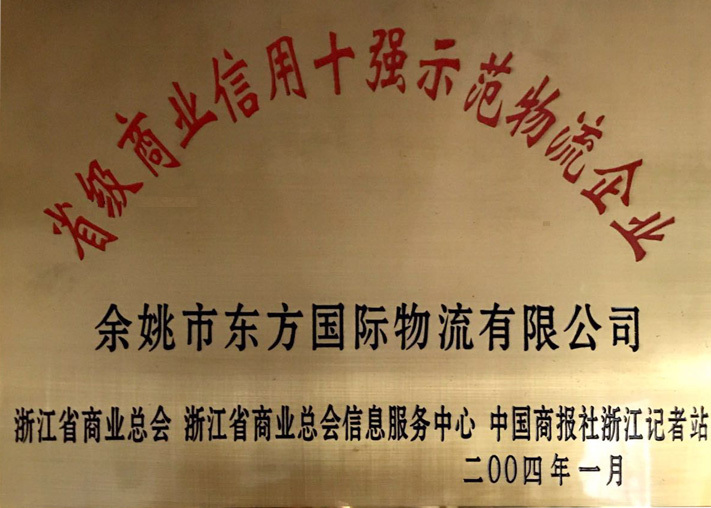 省级商业信用十强示范物流企业
余姚市东方国际物流有限公司
浙江省商业总会 浙江省商业总会信息服务中心 中国商报社浙江记者站
二00四年一月